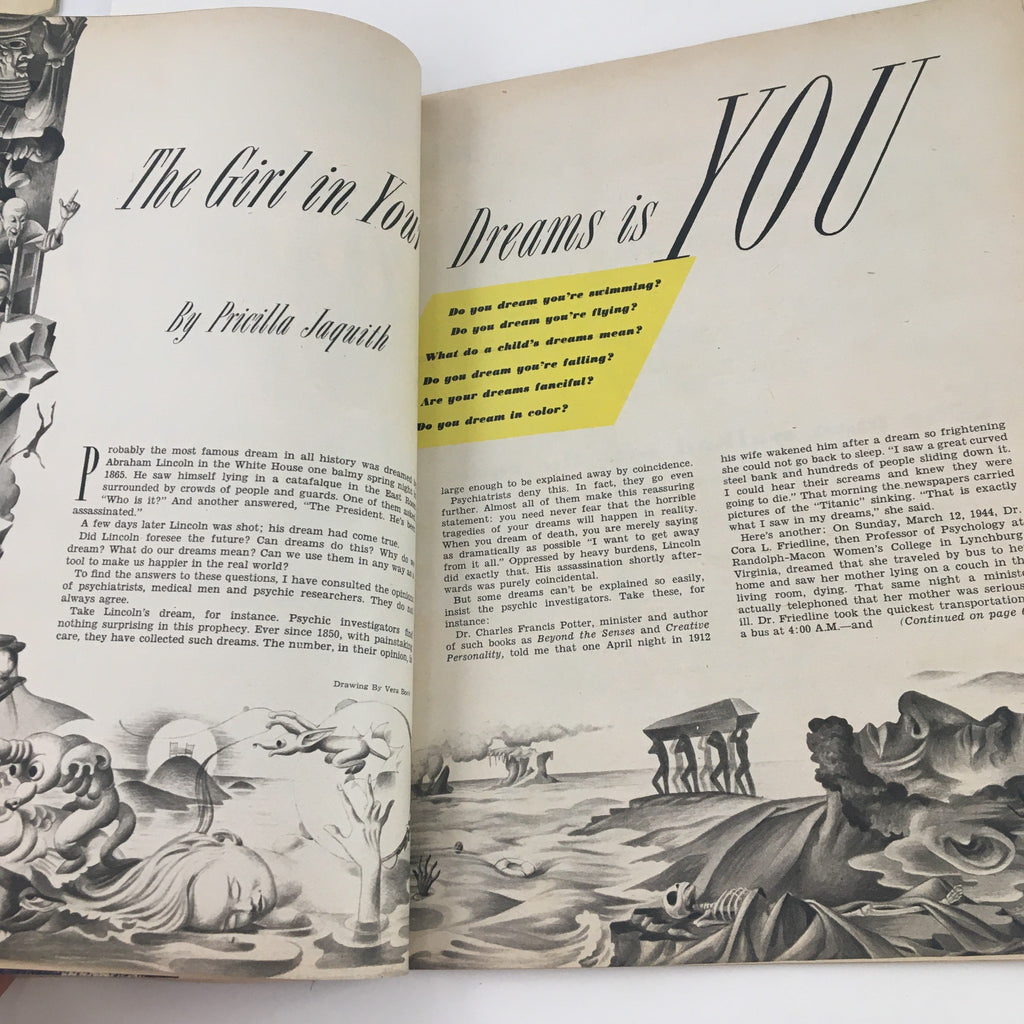 The Girl in Your
Dreams is YOU
By Pricilla Jaquith
Do you dream you're swimming?
Do you dream you're flying?
What do a child's dreams mean?
Do you dream you're falling?
Are your dreams fanciful?
Do you dream in color?
Probably the most famous dream in all history was dreamed
Abraham Lincoln in the White House one balmy spring night
1865. He saw himself lying in a catafalque in the East
surrounded by crowds of people and guards. One of them
"Who is it?" And another answered, "The President. He's been
assassinated."
A few days later Lincoln was shot; his dream had come true.
Did Lincoln foresee the future? Can dreams do this? Why do
dream? What do our dreams mean? Can we use them in any way as
tool to make us happier in the real world?
To find the answers to these questions, I have consulted the opinions
of psychiatrists, medical men and psychic researchers. They do
always agree.
Take Lincoln's dream, for instance. Psychic investigators find
nothing surprising in this prophecy. Ever since 1850, with painstaking
care, they have collected such dreams. The number, in their opinion,
Drawing By Vera
large enough to be explained away by coincidence.
Psychiatrists deny this. In fact, they go even
further. Almost all of them make this reassuring
statement: you need never fear that the horrible
tragedies of your dreams will happen in reality.
When you dream of death, you are merely saying
as dramatically as possible "I want to get away
from it all." Oppressed by heavy burdens, Lincoln
did exactly that. His assassination shortly after-
wards was purely coincidental.
But some dreams can't be explained so easily,
insist the psychic investigators. Take these, for
instance:
Dr. Charles Francis Potter, minister and author
of such books as Beyond the Senses and Creative
Personality, told me that one April night in 1912
his wife wakened him after a dream so frightening
she could not go back to sleep. "I saw a great curved
steel bank and hundreds of people sliding down it.
I could hear their screams and knew they were
going to die." That morning the newspapers carried
pictures of the "Titanic" sinking. "That is exactly
what I saw in my dreams," she said.
Here's another: On Sunday, March 12, 1944, Dr.
Cora L. Friedline, then Professor of Psychology at
Randolph-Macon Women's College in Lynchburg
Virginia, dreamed that she traveled by bus to he
home and saw her mother lying on a couch in th
living room, dying. That same night a ministe
actually telephoned that her mother was serious
ill. Dr. Friedline took the quickest transportation
a bus at 4:00 A.M.—and (Continued on page